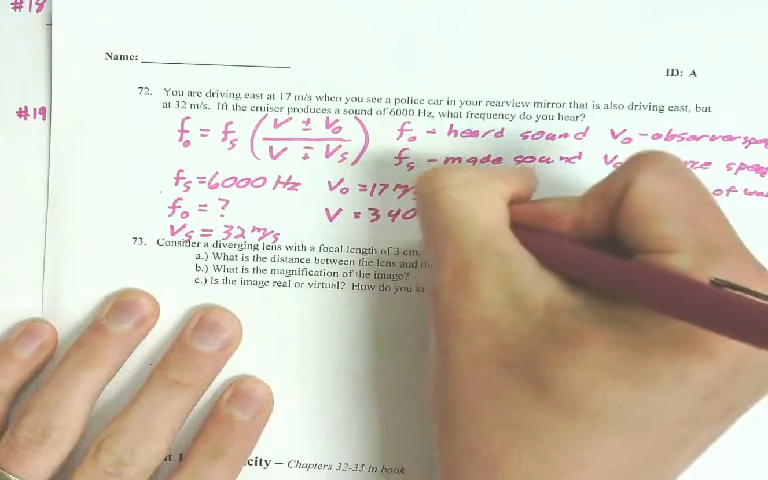 #18
Name:
ID: A
#19
72. You are driving east at 17 m/s when you see a police car in your rearview mirror that is also driving east, but
at 32 m/s. Ift the cruiser produces a sound of 6000 Hz, what frequency do you hear?
f₀ = fₛ (V ± V₀ / V ∓ Vₛ)
f₀ - heard sound V₀ - observer
fₛ - made sound
fₛ = 6000 Hz V₀ = 17 m/s
of
f₀ = ? V = 340
Vₛ = 32 m/s
73. Consider a diverging lens with a focal length of 3 cm.
a.) What is the distance between the lens and
b.) What is the magnification of the image?
c.) Is the image real or virtual? How do you
city – Chapters 32-35 in book